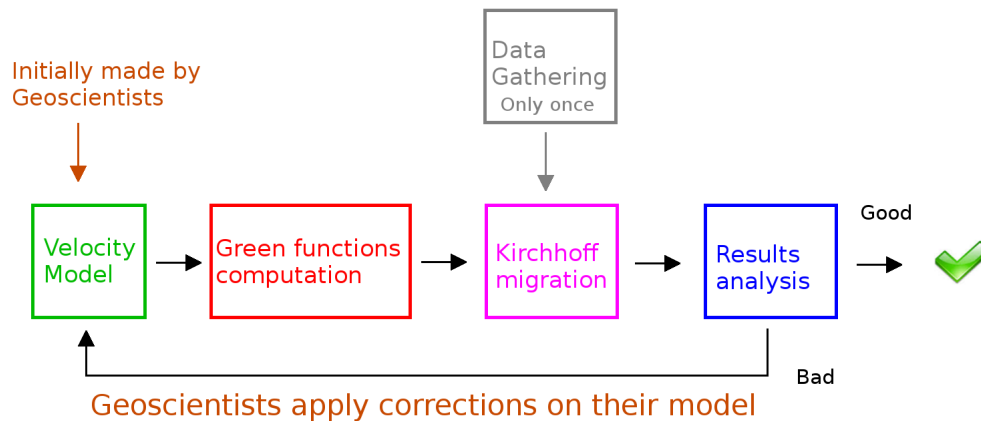 Initially made by
Geoscientists
Data
Gathering
Only once
Velocity
Model
Green functions
computation
Kirchhoff
migration
Results
analysis
Good
Bad
Geoscientists apply corrections on their model